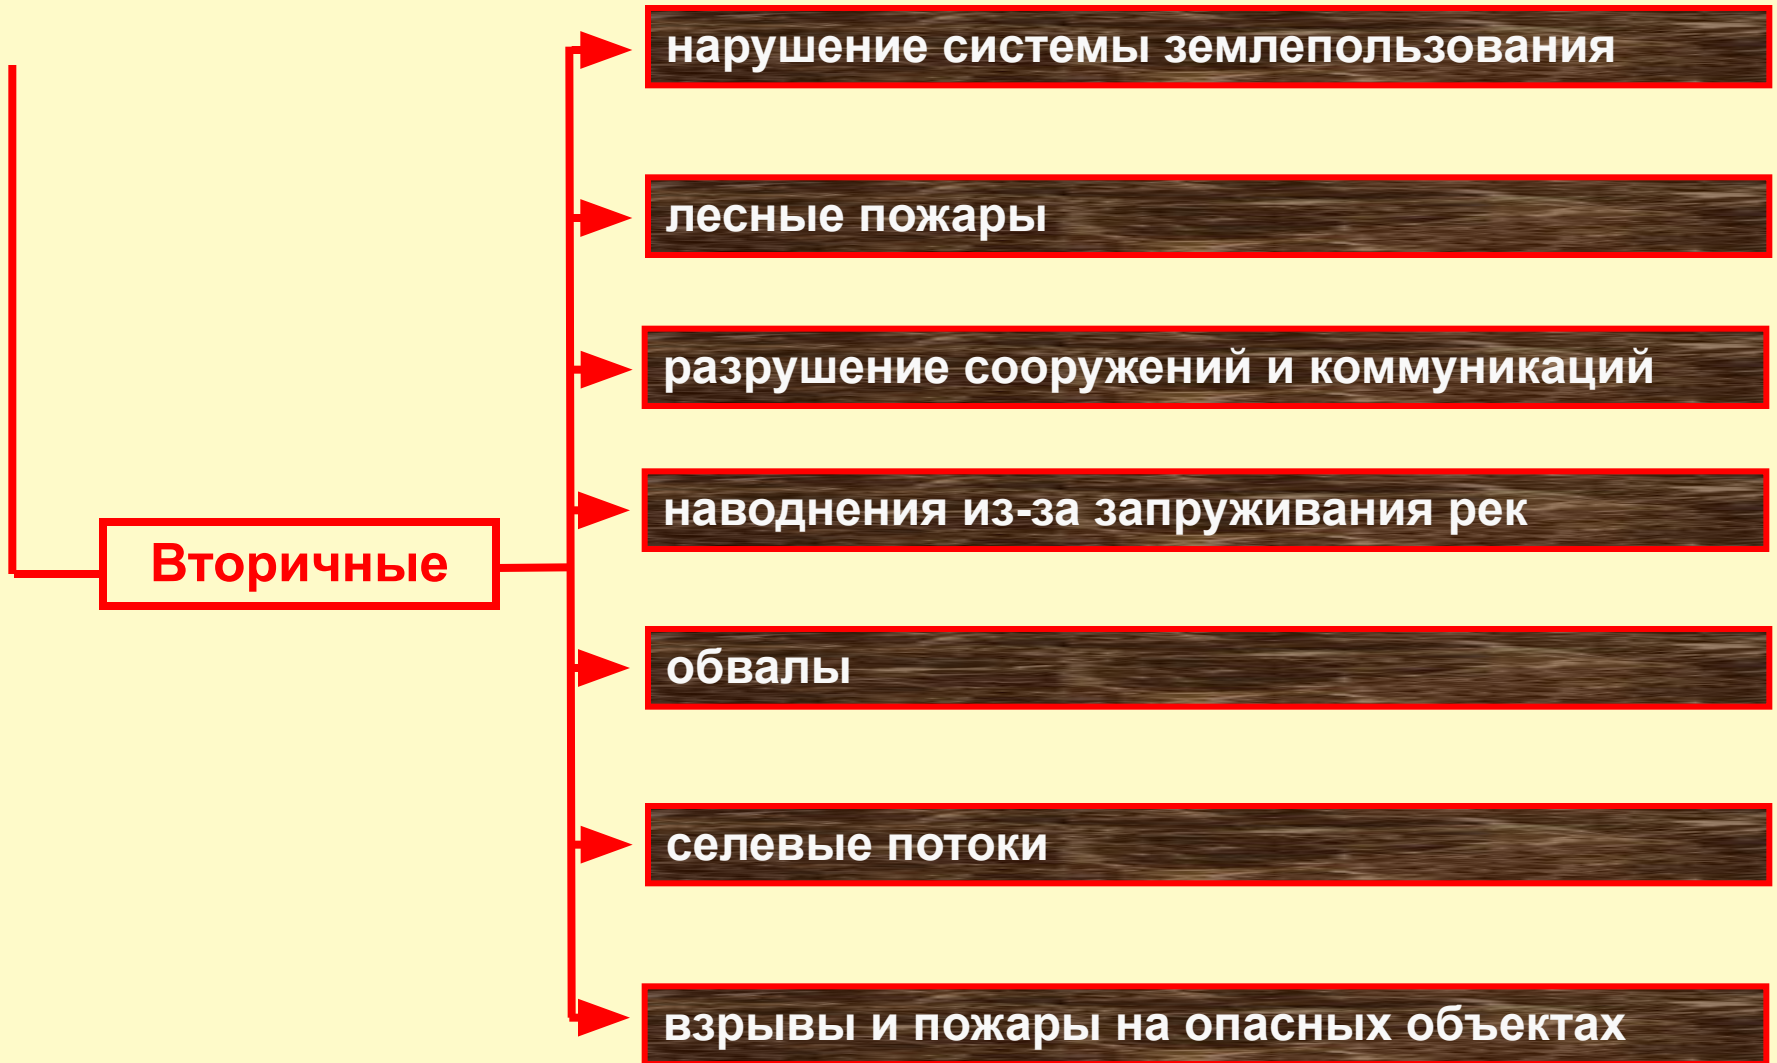 нарушение системы землепользования
лесные пожары
разрушение сооружений и коммуникаций
наводнения из-за запруживания рек
Вторичные
обвалы
селевые потоки
взрывы и пожары на опасных объектах